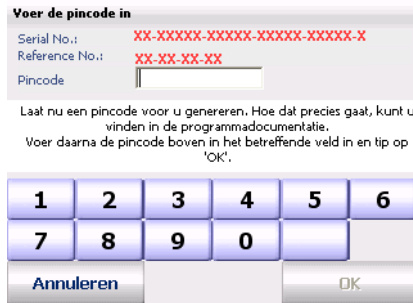 Voer de pincode in
Serial No.: XX-XXXXX-XXXXX-XXXXX-XXXXX-X
Reference No.: XX-XX-XX-XX
Pincode
Laat nu een pincode voor u genereren. Hoe dat precies gaat, kunt u
vinden in de programmadocumentatie.
Voer daarna de pincode boven in het betreffende veld in en tip op
'OK'.
1 2 3 4 5 6
7 8 9 0
Annuleren OK